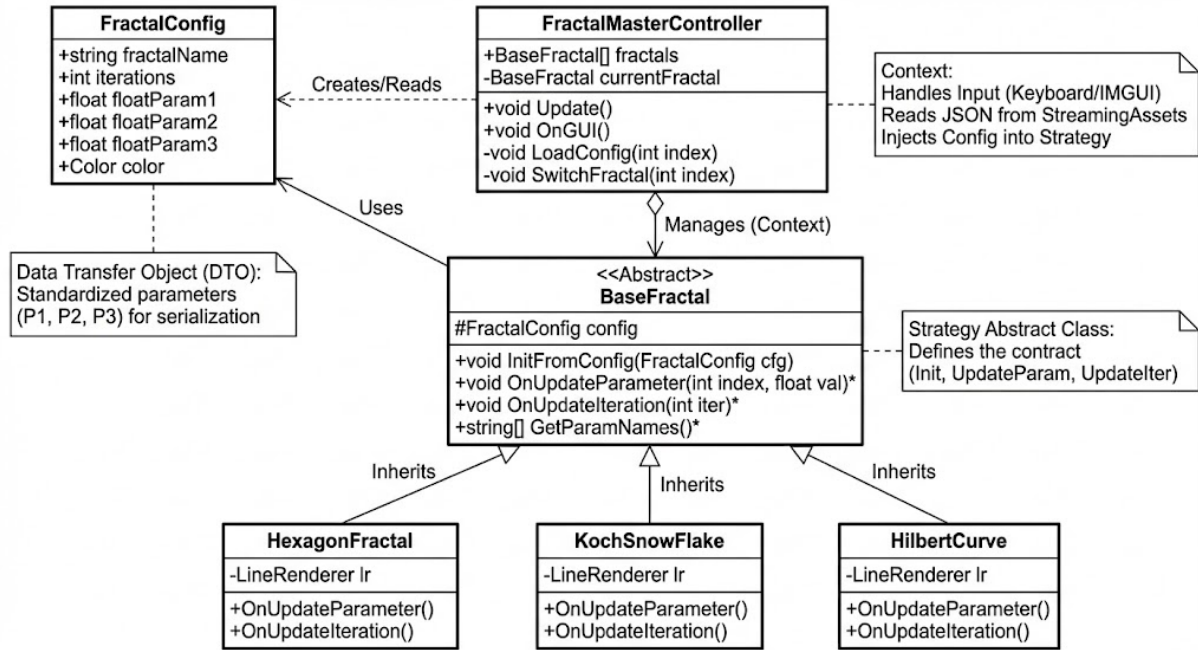 FractalConfig
+string fractalName
+int iterations
+float floatParam1
+float floatParam2
+float floatParam3
+Color color
Creates/Reads
FractalMasterController
+BaseFractal[] fractals
-BaseFractal currentFractal
+void Update()
+void OnGUI()
-void LoadConfig(int index)
-void SwitchFractal(int index)
Context:
Handles Input (Keyboard/IMGUI)
Reads JSON from StreamingAssets
Injects Config into Strategy
Uses
Manages (Context)
Data Transfer Object (DTO):
Standardized parameters
(P1, P2, P3) for serialization
<<Abstract>>
BaseFractal
#FractalConfig config
+void InitFromConfig(FractalConfig cfg)
+void OnUpdateParameter(int index, float val)*
+void OnUpdateIteration(int iter)*
+string[] GetParamNames()*
Strategy Abstract Class:
Defines the contract
(Init, UpdateParam, UpdateIter)
Inherits
Inherits
Inherits
HexagonFractal
-LineRenderer lr
+OnUpdateParameter()
+OnUpdateIteration()
KochSnowFlake
-LineRenderer lr
+OnUpdateParameter()
+OnUpdateIteration()
HilbertCurve
-LineRenderer lr
+OnUpdateParameter()
+OnUpdateIteration()